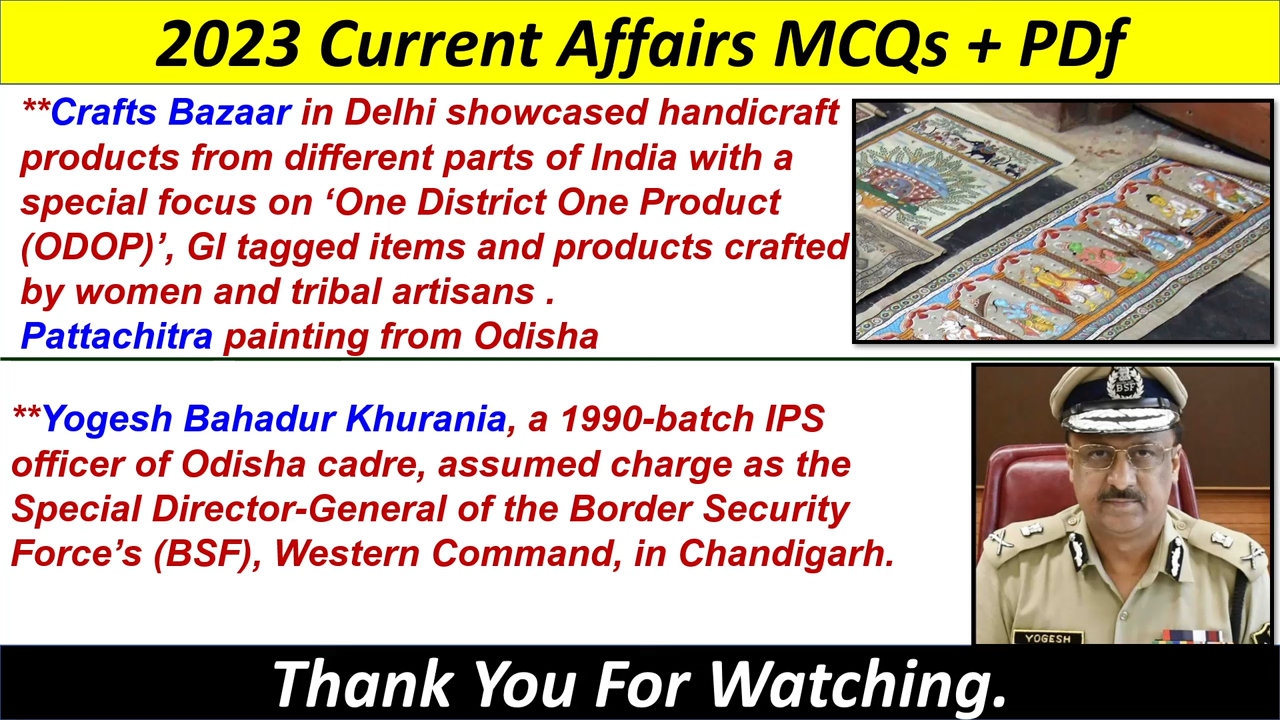 2023 Current Affairs MCQs + PDf
**Crafts Bazaar in Delhi showcased handicraft
products from different parts of India with a
special focus on ‘One District One Product
(ODOP)’, GI tagged items and products crafted
by women and tribal artisans .
Pattachitra painting from Odisha
**Yogesh Bahadur Khurania, a 1990-batch IPS
officer of Odisha cadre, assumed charge as the
Special Director-General of the Border Security
Force’s (BSF), Western Command, in Chandigarh.
BSF
YOGESH
Thank You For Watching.